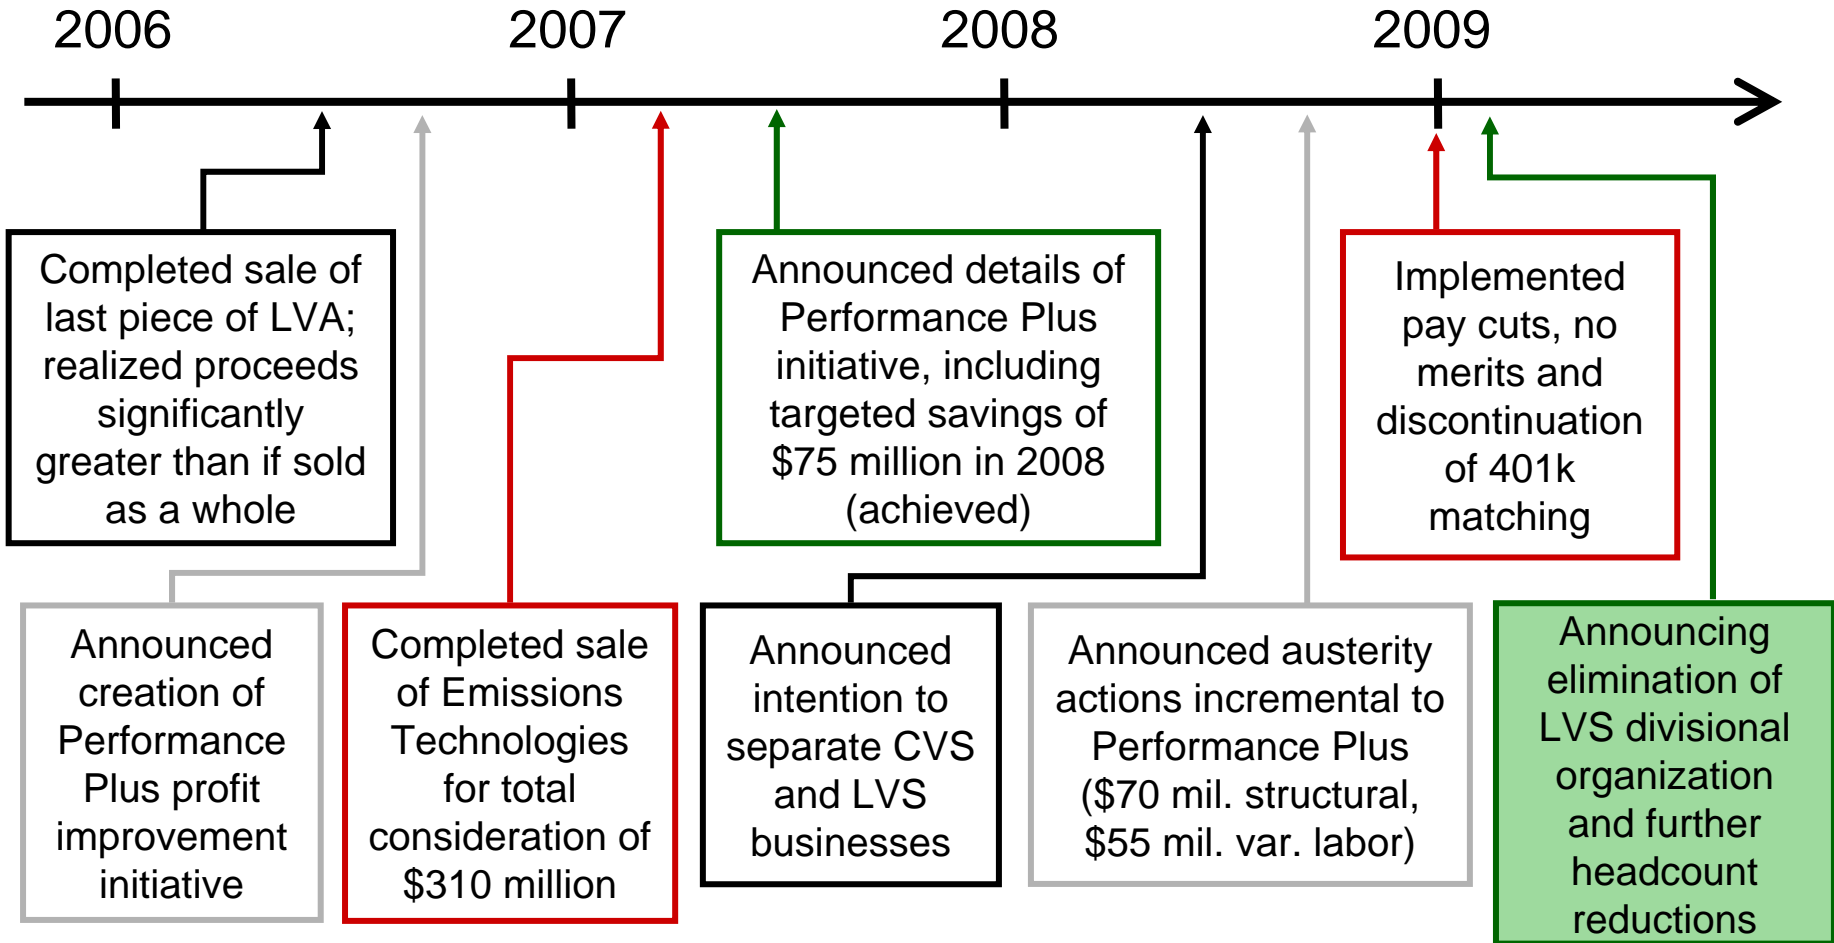 2006
2007
2008
2009
Completed sale of
last piece of LVA;
realized proceeds
significantly
greater than if sold
as a whole
Announced details of
Performance Plus
initiative, including
targeted savings of
$75 million in 2008
(achieved)
Implemented
pay cuts, no
merits and
discontinuation
of 401k
matching
Announced
creation of
Performance
Plus profit
improvement
initiative
Completed sale
of Emissions
Technologies
for total
consideration of
$310 million
Announced
intention to
separate CVS
and LVS
businesses
Announced austerity
actions incremental to
Performance Plus
($70 mil. structural,
$55 mil. var. labor)
Announcing
elimination of
LVS divisional
organization
and further
headcount
reductions